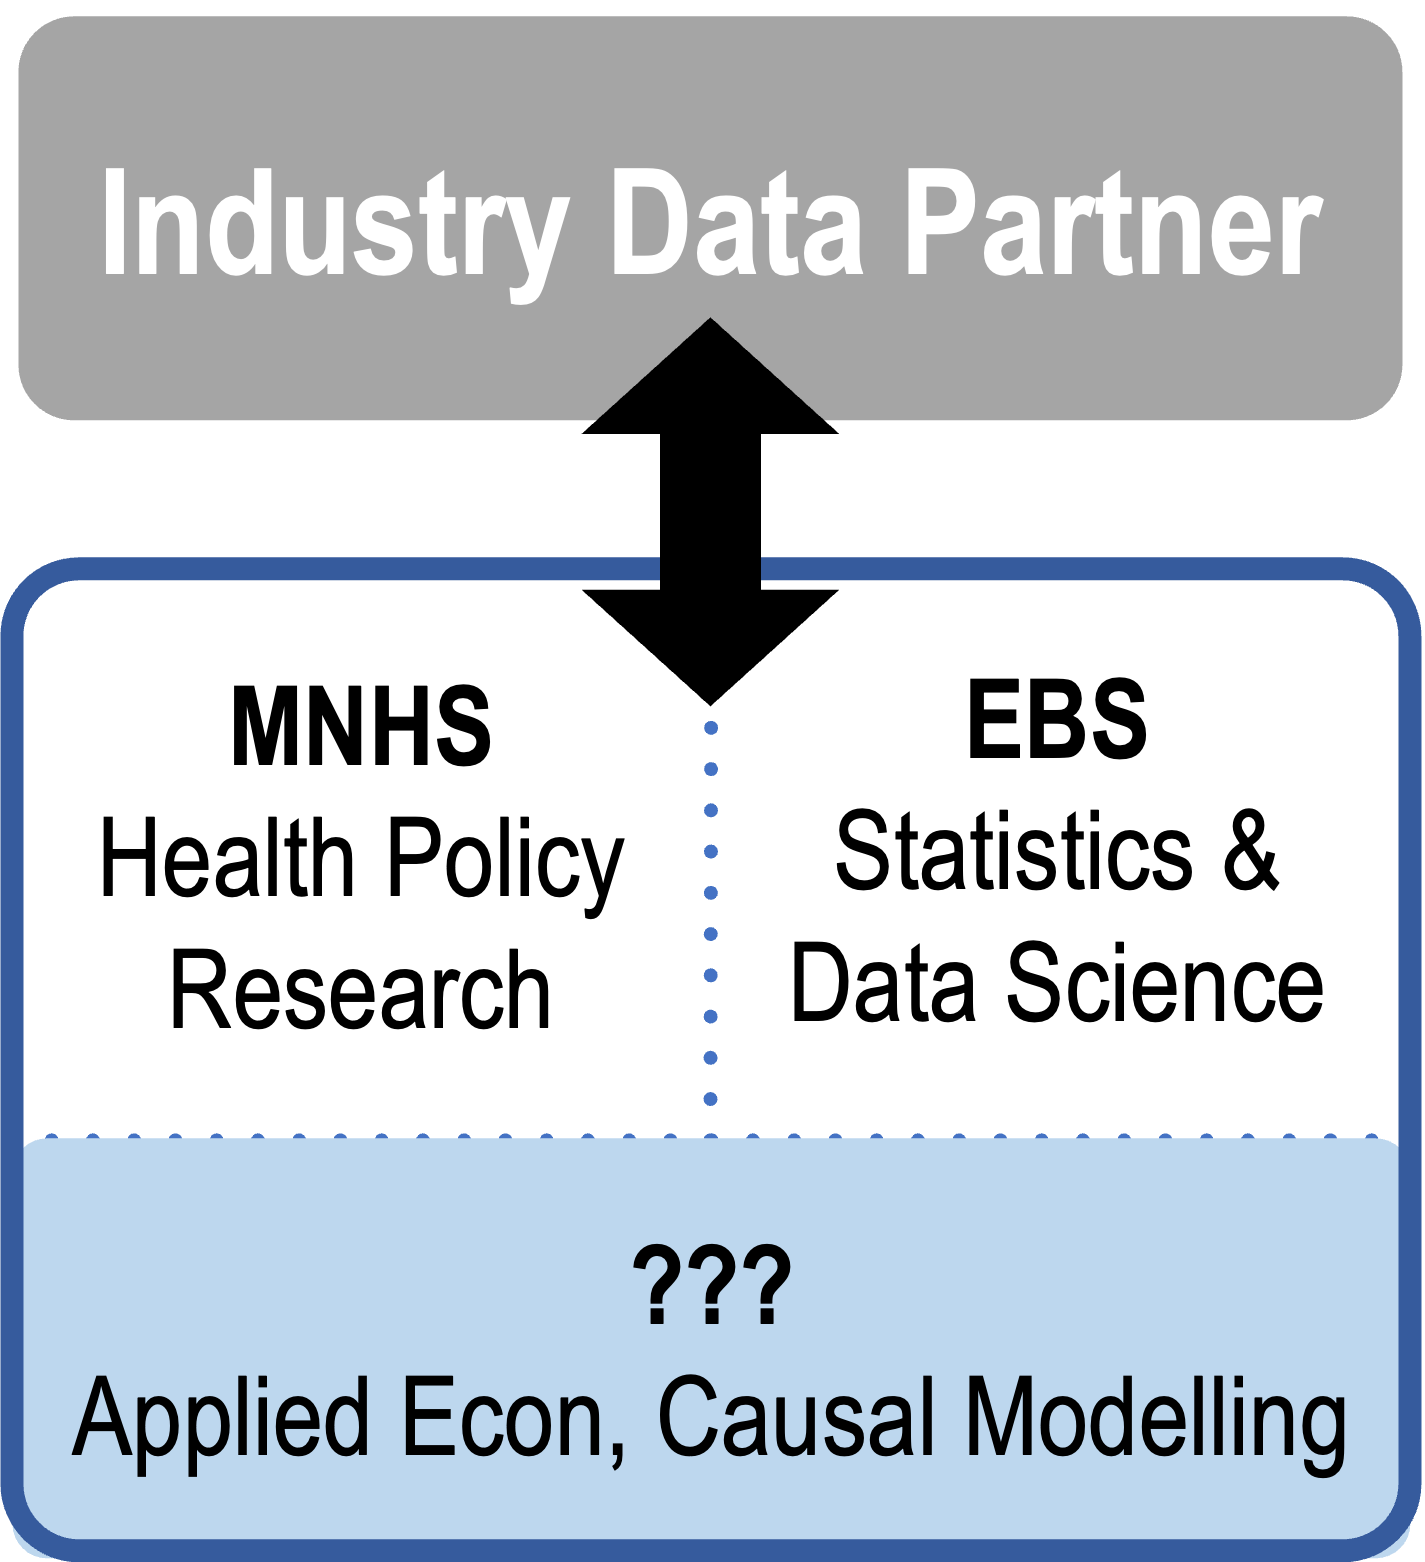 Industry Data Partner
MNHS
Health Policy
Research
EBS
Statistics &
Data Science
???
Applied Econ, Causal Modelling